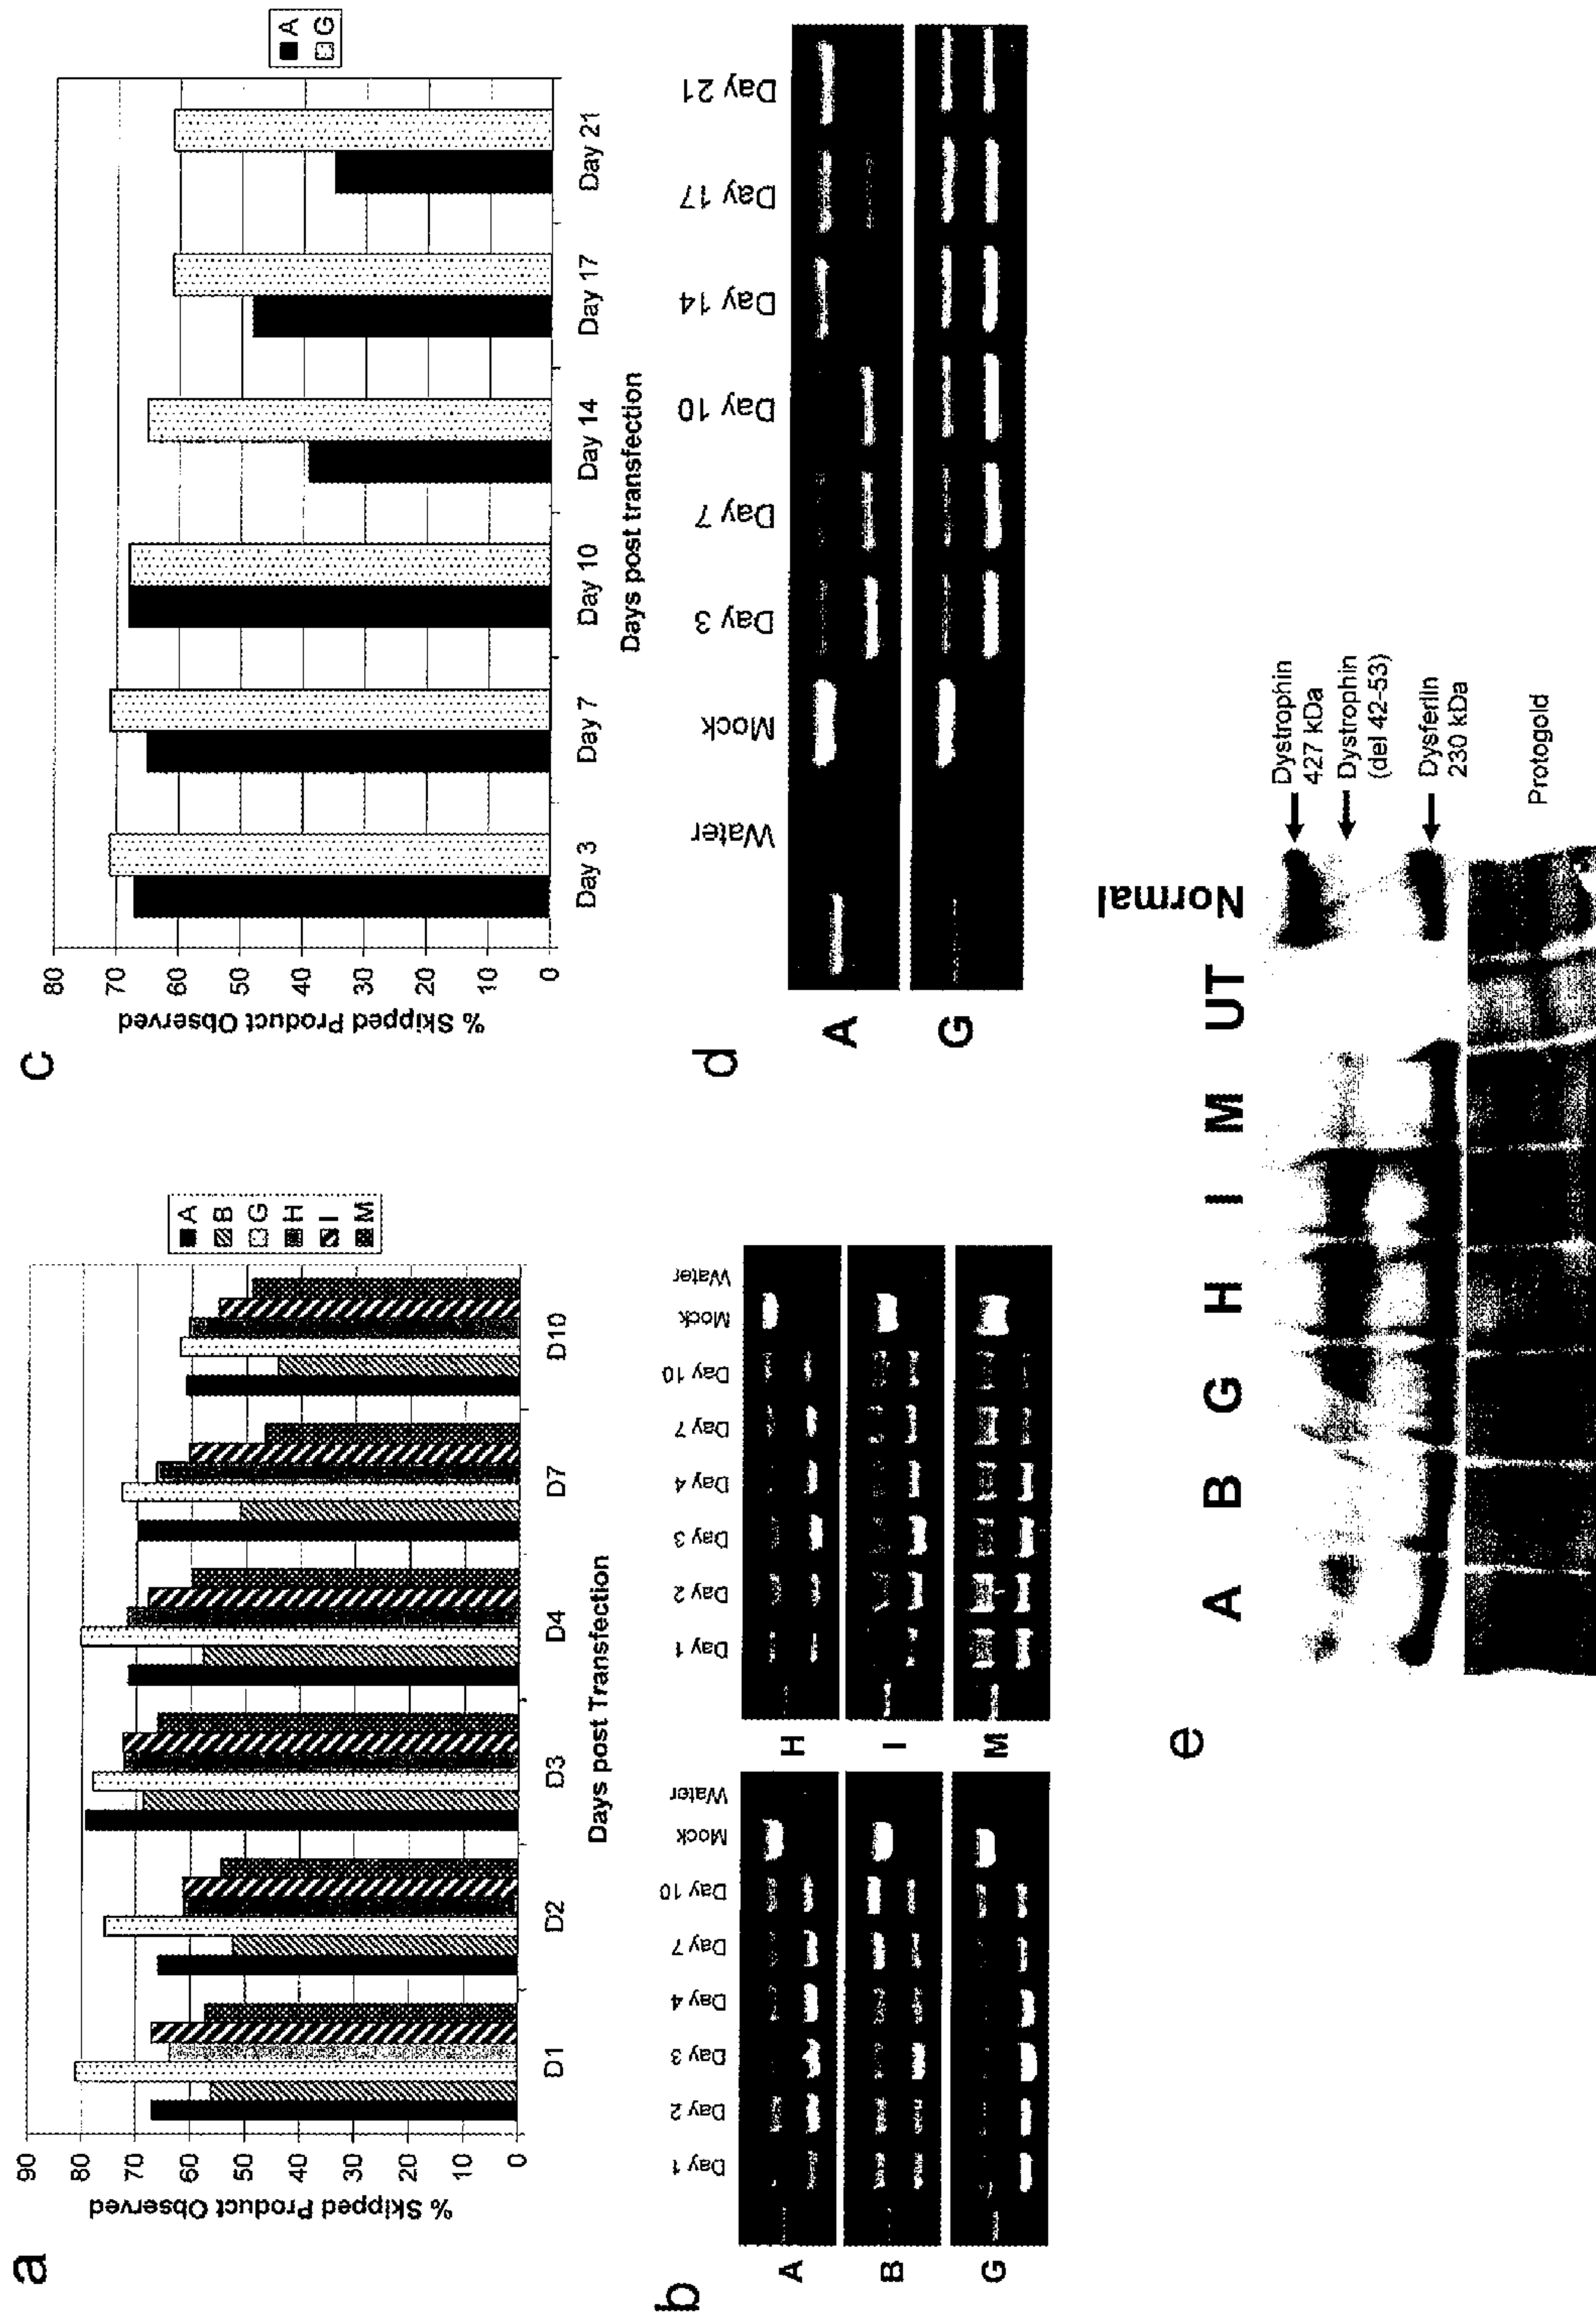 a
% Skipped Product Observed
90
80
70
60
50
40
30
20
10
0
D1 D2 D3 D4 D7 D10
Days post Transfection
A
B
G
H
I
M
b
Day 1 Day 2 Day 3 Day 4 Day 7 Day 10 Mock Water
A
B
G
Day 1 Day 2 Day 3 Day 4 Day 7 Day 10 Mock Water
H
I
M
c
% Skipped Product Observed
80
70
60
50
40
30
20
10
0
Day 3 Day 7 Day 10 Day 14 Day 17 Day 21
Days post transfection
A
G
d
Water Mock Day 3 Day 7 Day 10 Day 14 Day 17 Day 21
A
G
e
A B G H I M UT Normal
Dystrophin
427 kDa
Dystrophin
(del 42-53)
Dysferlin
230 kDa
Protogold